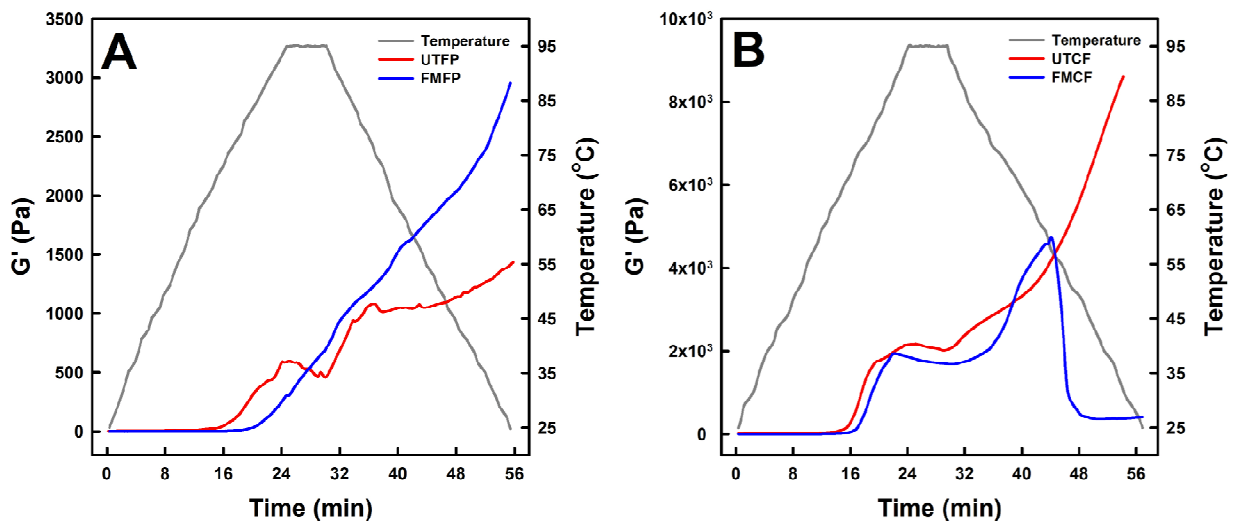 A
Temperature
UTFP
FMFP
3500
3000
2500
2000
1500
1000
500
0
G' (Pa)
95
85
75
65
55
45
35
25
Temperature (°C)
0 8 16 24 32 40 48 56
Time (min)
B
Temperature
UTCF
FMCF
10x10³
8x10³
6x10³
4x10³
2x10³
0
G' (Pa)
95
85
75
65
55
45
35
25
Temperature (°C)
0 8 16 24 32 40 48 56
Time (min)